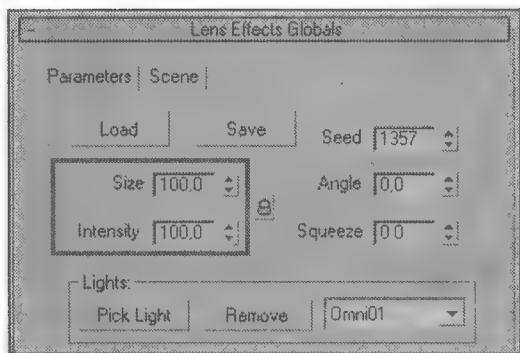 Lens Effects Globals
Parameters Scene
Load Save Seed 1357
Size 100,0 Angle 0,0
Intensity 100,0 Squeeze 0 0
Lights:
Pick Light Remove Omni01